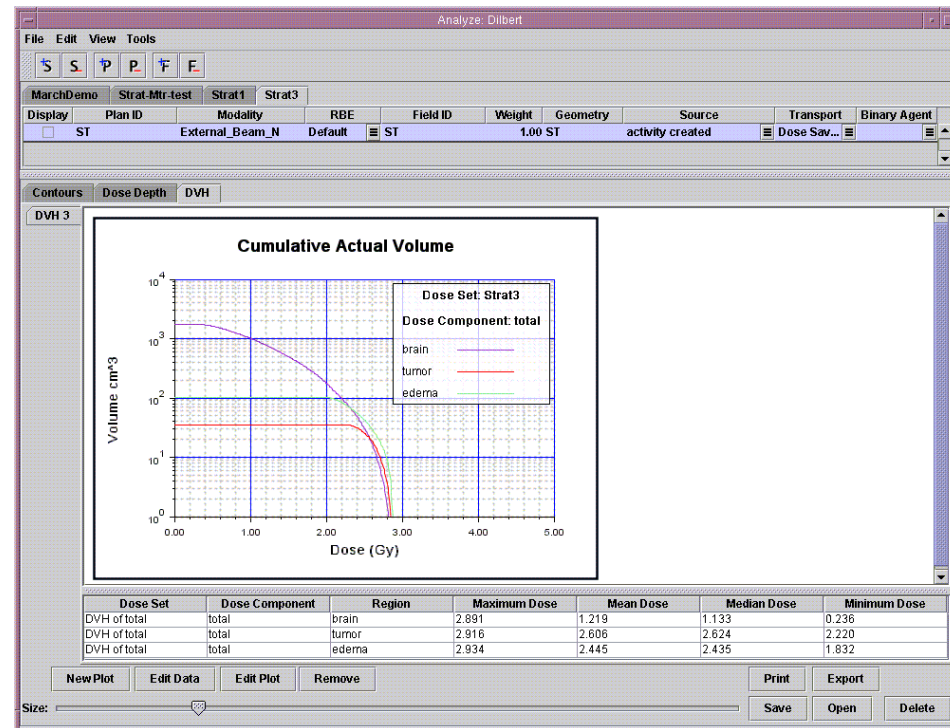 Analyze: Dilbert
File Edit View Tools
S S P P F F
MarchDemo Strat-Mtr-test Strat1 Strat3
Display Plan ID Modality RBE Field ID Weight Geometry Source Transport Binary Agent
ST External_Beam_N Default ST 1.00 ST activity created Dose Sav...
Contours Dose Depth DVH
DVH 3
Cumulative Actual Volume
Dose Set: Strat3
Dose Component: total
brain
tumor
edema
10^4
10^3
10^2
10^1
10^0
Volume cm^3
0.00 1.00 2.00 3.00 4.00 5.00
Dose (Gy)
Dose Set Dose Component Region Maximum Dose Mean Dose Median Dose Minimum Dose
DVH of total total brain 2.891 1.219 1.133 0.236
DVH of total total tumor 2.916 2.606 2.624 2.220
DVH of total total edema 2.934 2.445 2.435 1.832
New Plot Edit Data Edit Plot Remove Print Export
Size: Save Open Delete